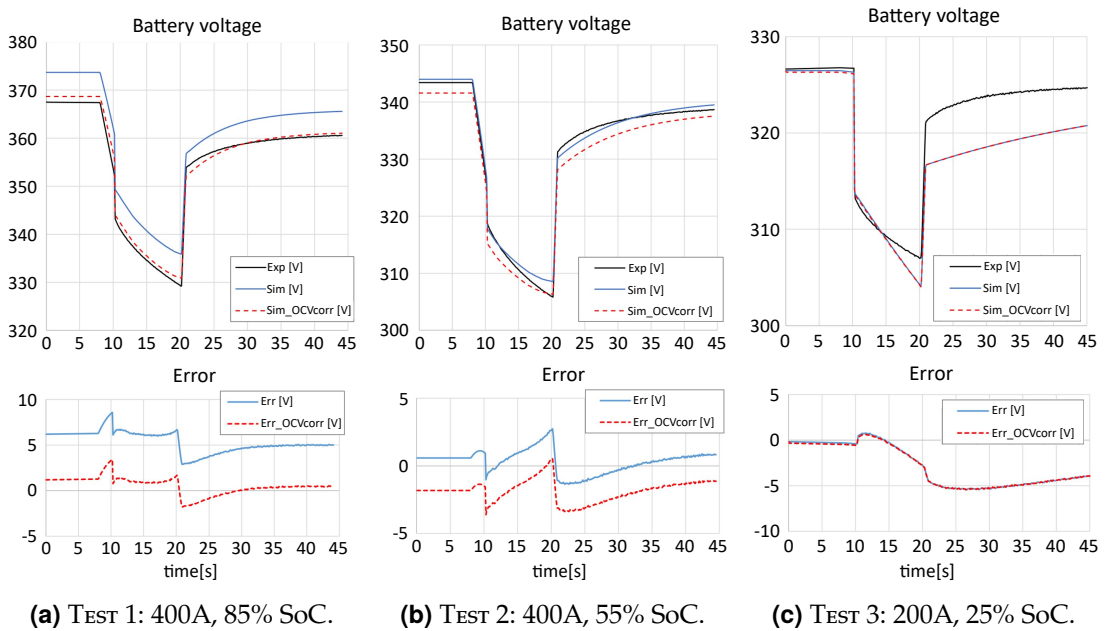 Battery voltage
380
370
360
350
340
330
320
Exp [V]
Sim [V]
Sim_OCVcorr [V]
0 5 10 15 20 25 30 35 40 45
Error
10
5
0
-5
Err [V]
Err_OCVcorr [V]
0 5 10 15 20 25 30 35 40 45
time[s]
(a) Test 1: 400A, 85% SoC.
Battery voltage
350
340
330
320
310
300
Exp [V]
Sim [V]
Sim_OCVcorr [V]
0 5 10 15 20 25 30 35 40 45
Error
5
0
-5
Err [V]
Err_OCVcorr [V]
0 5 10 15 20 25 30 35 40 45
time[s]
(b) Test 2: 400A, 55% SoC.
Battery voltage
330
320
310
300
Exp [V]
Sim [V]
Sim_OCVcorr [V]
0 5 10 15 20 25 30 35 40 45
Error
5
0
-5
-10
Err [V]
Err_OCVcorr [V]
0 5 10 15 20 25 30 35 40 45
time[s]
(c) Test 3: 200A, 25% SoC.